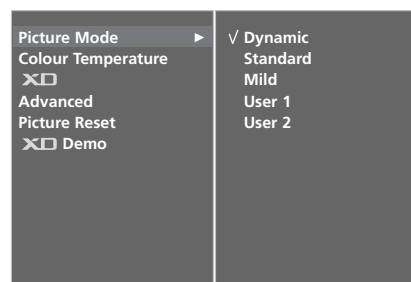 Picture Mode ►
Colour Temperature
XD
Advanced
Picture Reset
XD Demo
√ Dynamic
Standard
Mild
User 1
User 2